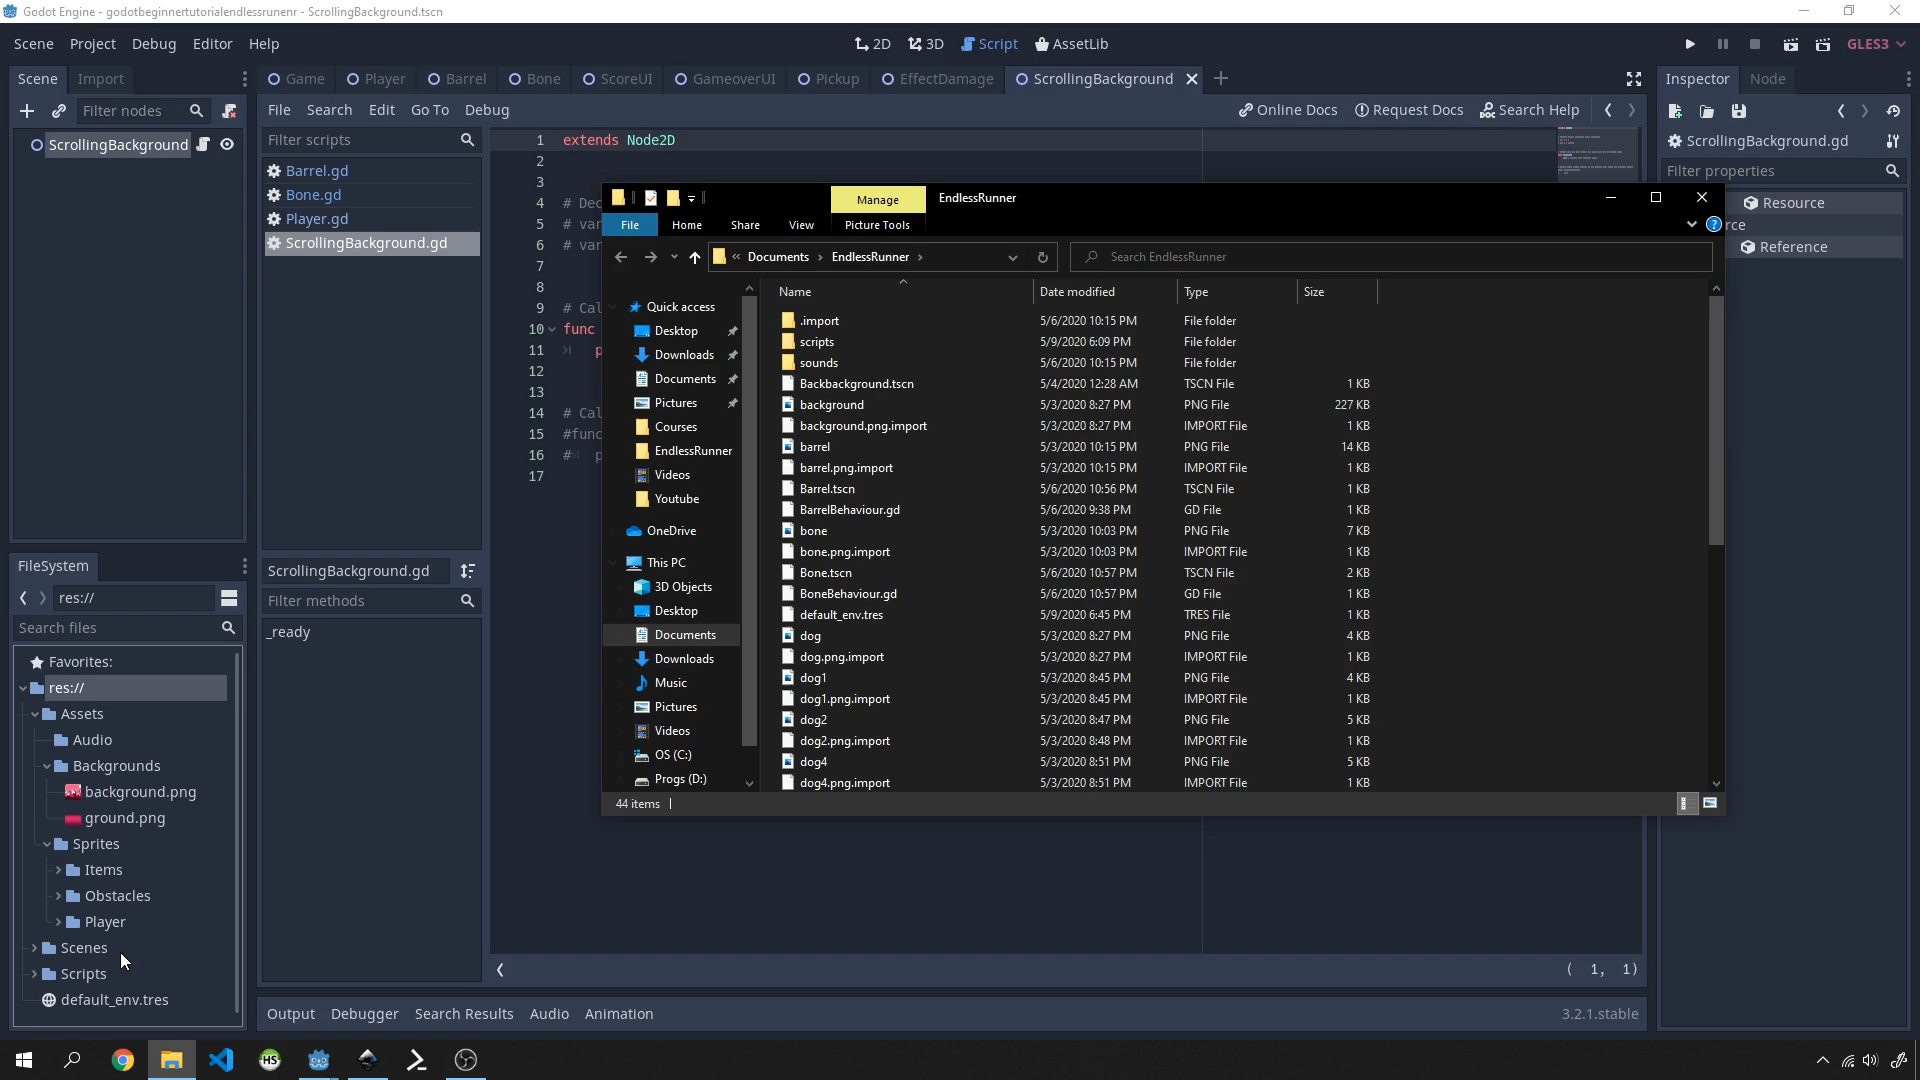 Godot Engine - godotbeginnertutorialendlessrunenr - ScrollingBackground.tscn
Scene Project Debug Editor Help
2D 3D Script AssetLib
GLES3
Scene Import
Game Player Barrel Bone ScoreUI GameoverUI Pickup EffectDamage ScrollingBackground
Inspector Node
Filter nodes
File Search Edit Go To Debug
Online Docs Request Docs Search Help
ScrollingBackground
Filter scripts
Barrel.gd
Bone.gd
Player.gd
ScrollingBackground.gd
ScrollingBackground.gd
Filter methods
_ready
1 extends Node2D
2
3
4 # Dec
5 # var
6 # var
7
8
9 # Cal
10 func
11 p
12
13
14 # Cal
15 #func
16 # p
17
ScrollingBackground.gd
Filter properties
Resource
rce
Reference
Manage EndlessRunner
File Home Share View Picture Tools
« Documents › EndlessRunner ›
Search EndlessRunner
Quick access
Desktop
Downloads
Documents
Pictures
Courses
EndlessRunner
Videos
Youtube
OneDrive
This PC
3D Objects
Desktop
Documents
Downloads
Music
Pictures
Videos
OS (C:)
Progs (D:)
Name Date modified Type Size
.import 5/6/2020 10:15 PM File folder
scripts 5/9/2020 6:09 PM File folder
sounds 5/6/2020 10:15 PM File folder
Backbackground.tscn 5/4/2020 12:28 AM TSCN File 1 KB
background 5/3/2020 8:27 PM PNG File 227 KB
background.png.import 5/3/2020 8:27 PM IMPORT File 1 KB
barrel 5/3/2020 10:15 PM PNG File 14 KB
barrel.png.import 5/3/2020 10:15 PM IMPORT File 1 KB
Barrel.tscn 5/6/2020 10:56 PM TSCN File 1 KB
BarrelBehaviour.gd 5/6/2020 9:38 PM GD File 1 KB
bone 5/3/2020 10:03 PM PNG File 7 KB
bone.png.import 5/3/2020 10:03 PM IMPORT File 1 KB
Bone.tscn 5/6/2020 10:57 PM TSCN File 2 KB
BoneBehaviour.gd 5/6/2020 10:57 PM GD File 1 KB
default_env.tres 5/9/2020 6:45 PM TRES File 1 KB
dog 5/3/2020 8:27 PM PNG File 4 KB
dog.png.import 5/3/2020 8:27 PM IMPORT File 1 KB
dog1 5/3/2020 8:45 PM PNG File 4 KB
dog1.png.import 5/3/2020 8:45 PM IMPORT File 1 KB
dog2 5/3/2020 8:47 PM PNG File 5 KB
dog2.png.import 5/3/2020 8:48 PM IMPORT File 1 KB
dog4 5/3/2020 8:51 PM PNG File 5 KB
dog4.png.import 5/3/2020 8:51 PM IMPORT File 1 KB
44 items
FileSystem
res://
Search files
Favorites:
res://
Assets
Audio
Backgrounds
background.png
ground.png
Sprites
Items
Obstacles
Player
Scenes
Scripts
default_env.tres
( 1, 1)
Output Debugger Search Results Audio Animation
3.2.1.stable
HS